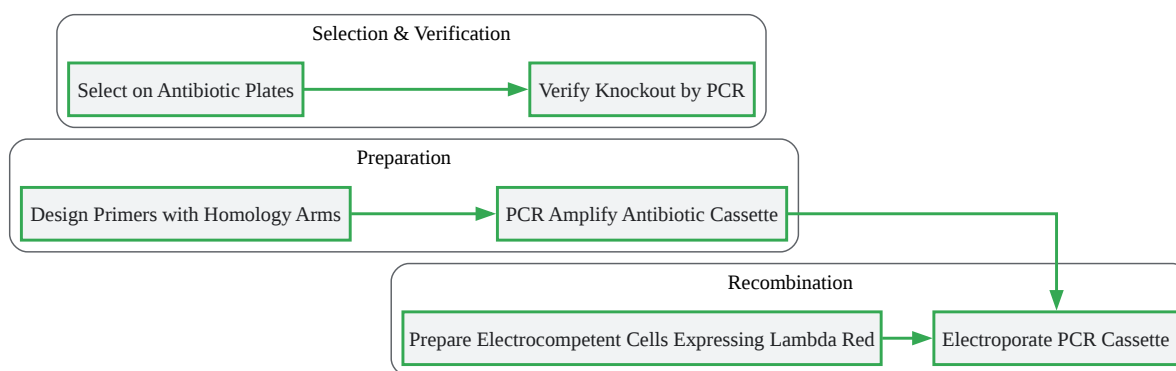 Selection & Verification
Select on Antibiotic Plates
Verify Knockout by PCR
Preparation
Design Primers with Homology Arms
PCR Amplify Antibiotic Cassette
Recombination
Prepare Electrocompetent Cells Expressing Lambda Red
Electroporate PCR Cassette